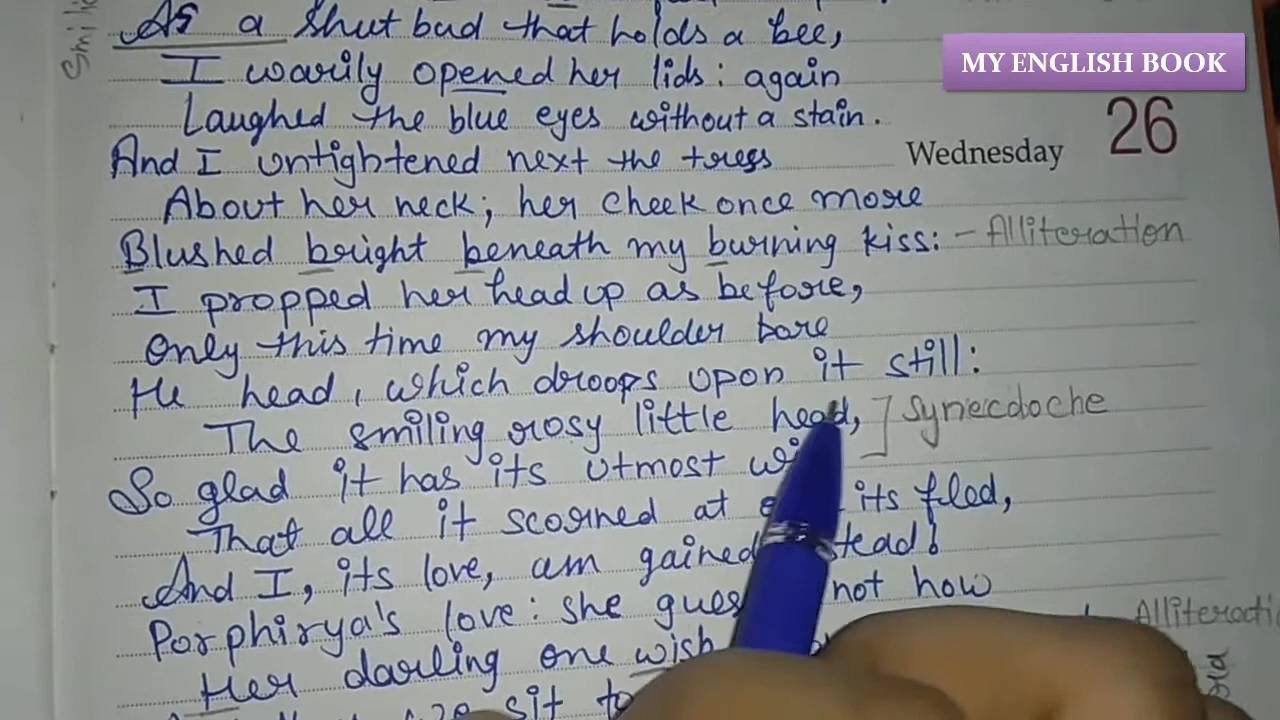 As a shut bud that holds a bee,
MY ENGLISH BOOK
I warily opened her lids: again
Laughed the blue eyes without a stain.
26
And I untightened next the tress
Wednesday
About her neck; her cheek once more
Blushed bright beneath my burning kiss: - Alliteration
I propped her head up as before,
Only this time my shoulder bore
He head, which droops upon it still:
The smiling rosy little head, ] Synecdoche
So glad it has its utmost
That all it scorned at its fled,
And I, its love, am gained
Porphirya's love: she not how
Her darling one wish
sit